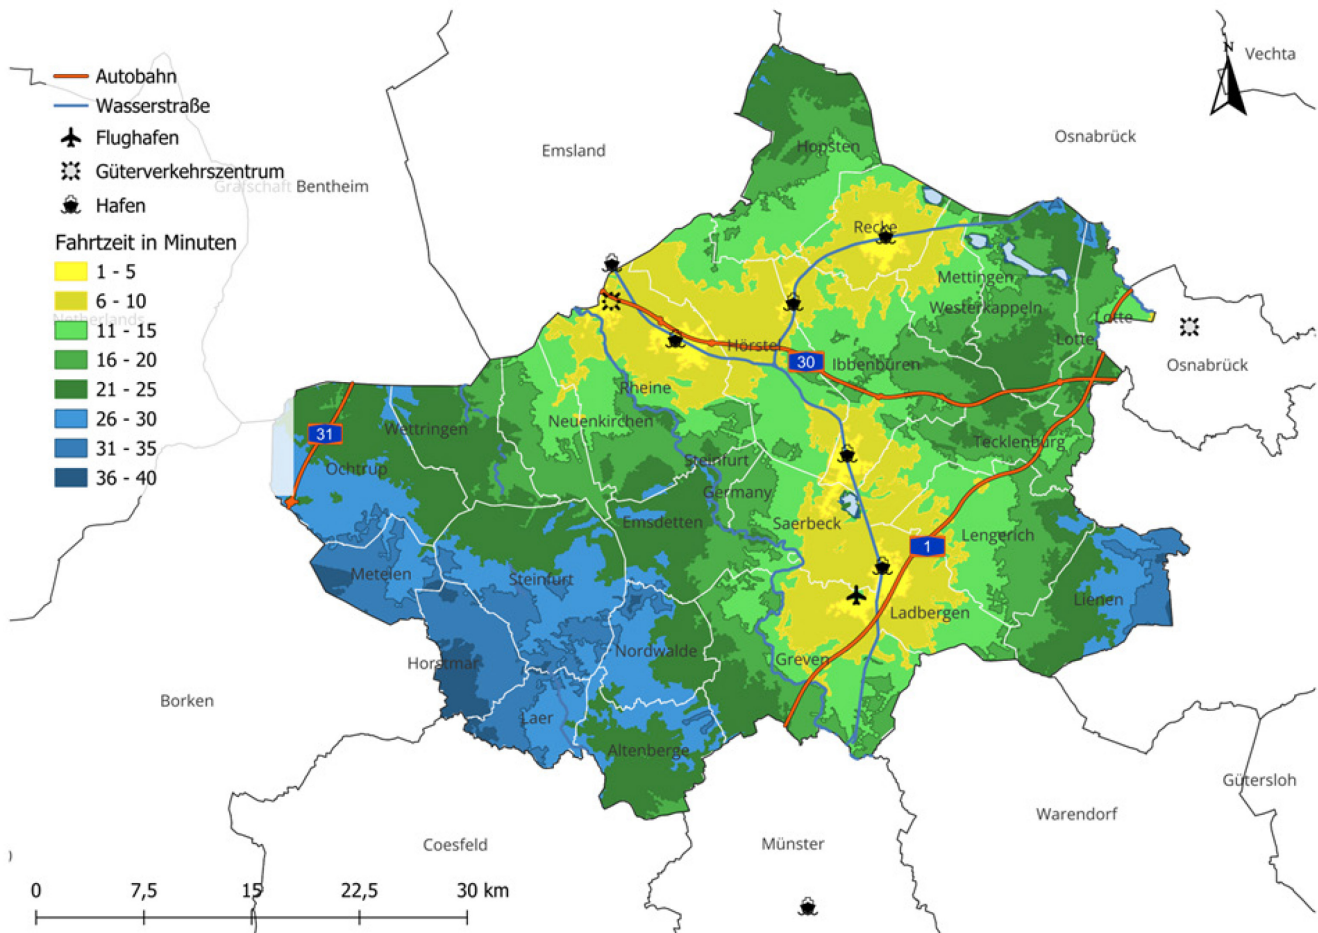 N
Vechta
Autobahn
Wasserstraße
Flughafen
Güterverkehrszentrum
Hafen
Fahrtzeit in Minuten
1 - 5
6 - 10
11 - 15
16 - 20
21 - 25
26 - 30
31 - 35
36 - 40
Grafschaft Bentheim
Netherlands
Emsland
Osnabrück
Hopsten
Recke
Mettingen
Westerkappeln
Lotte
Lotte
Osnabrück
Hörstel
30
Ibbenbüren
Rheine
Neuenkirchen
Wettringen
31
Ochtrup
Steinfurt
Germany
Tecklenburg
Emsdetten
Saerbeck
Lengerich
1
Metelen
Steinfurt
Lienen
Ladbergen
Nordwalde
Greven
Horstmar
Borken
Laer
Altenberge
Gütersloh
Warendorf
Coesfeld
Münster
0
7,5
15
22,5
30 km